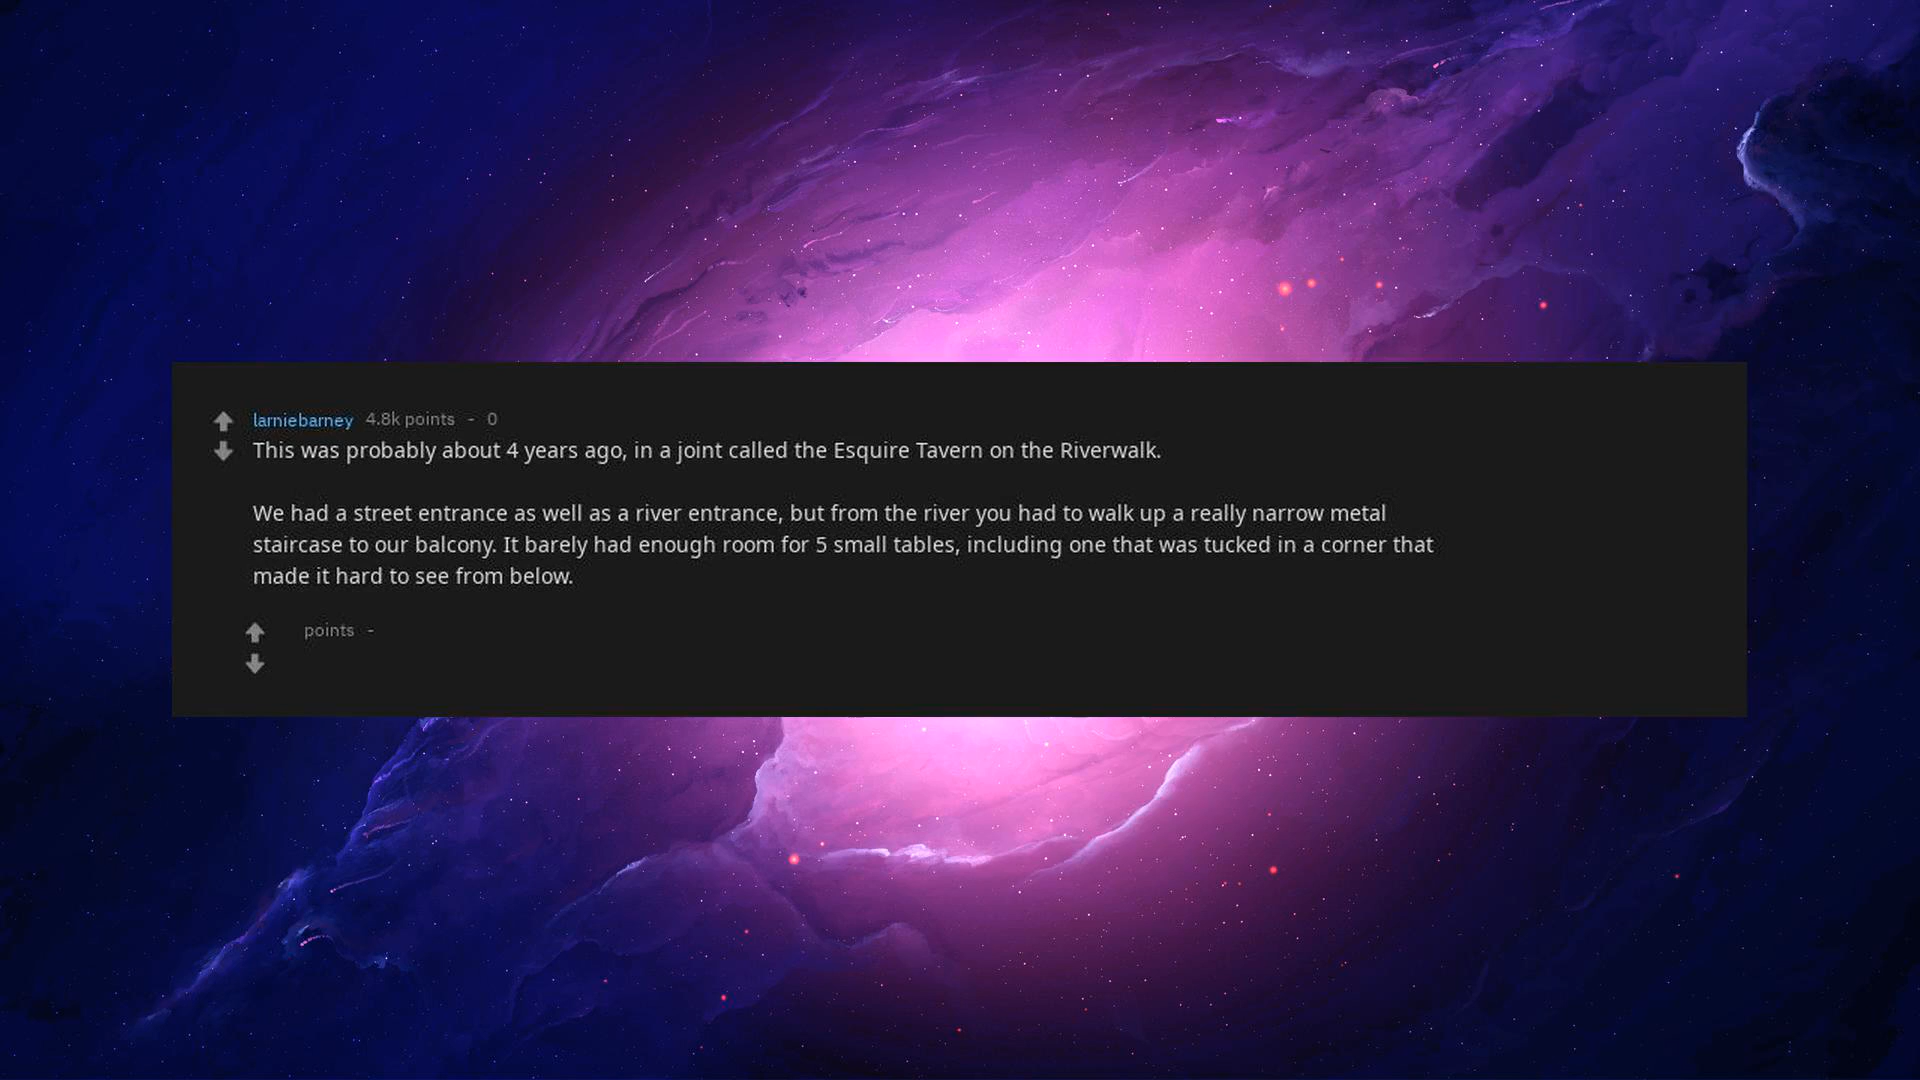 larniebarney 4.8k points - 0
This was probably about 4 years ago, in a joint called the Esquire Tavern on the Riverwalk.
We had a street entrance as well as a river entrance, but from the river you had to walk up a really narrow metal
staircase to our balcony. It barely had enough room for 5 small tables, including one that was tucked in a corner that
made it hard to see from below.
points -